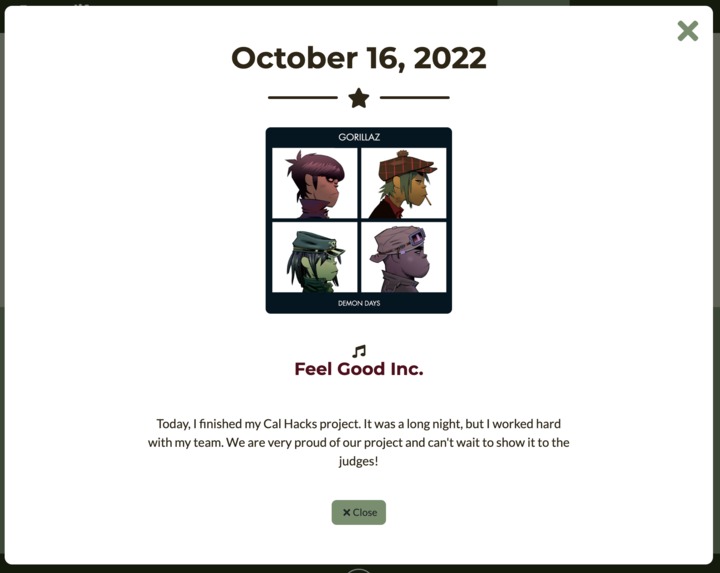 October 16, 2022
GORILLAZ
DEMON DAYS
Feel Good Inc.
Today, I finished my Cal Hacks project. It was a long night, but I worked hard
with my team. We are very proud of our project and can't wait to show it to the
judges!
Close